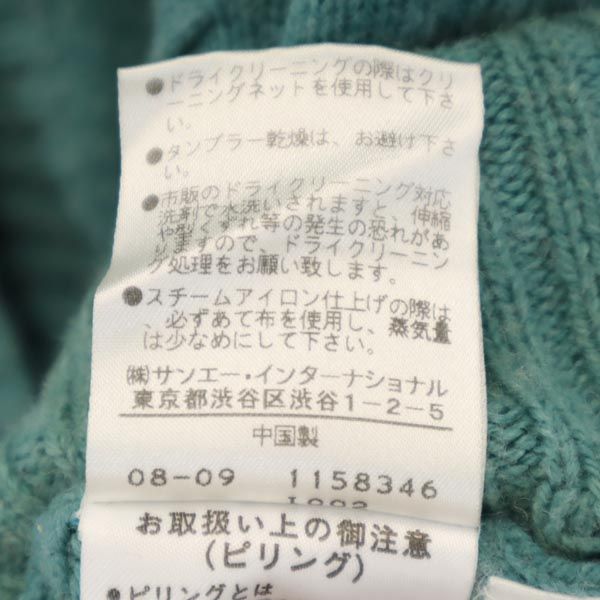 ●ドライクリーニングの際はクリ
ーニングネットを使用して下さ
い。
●タンブラー乾燥は、お避け下さ
い。
●市販のドライクリーニング対応
洗剤で水洗いされますと、伸縮
や型くずれ等の発生の恐れがあ
りますので、ドライクリーニン
グ処理をお願い致します。
●スチームアイロン仕上げの際は
、必ずあて布を使用し、蒸気量
は少なめにして下さい。
㈱サンエー・インターナショナル
東京都渋谷区渋谷1-2-5
中国製
08-09 1158346
お取扱い上の御注意
(ピリング)
●ピリングとは